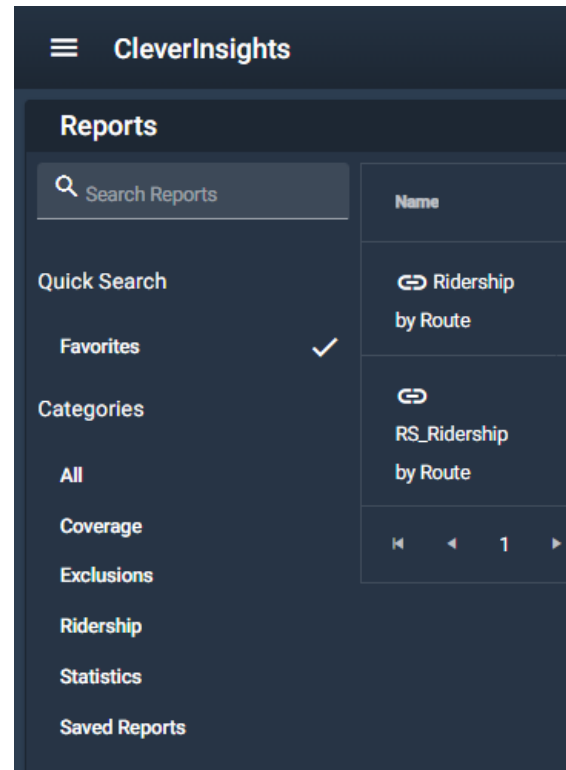 CleverInsights
Reports
Search Reports
Quick Search
Favorites
Categories
All
Coverage
Exclusions
Ridership
Statistics
Saved Reports
Name
Ridership
by Route
RS_Ridership
by Route
1